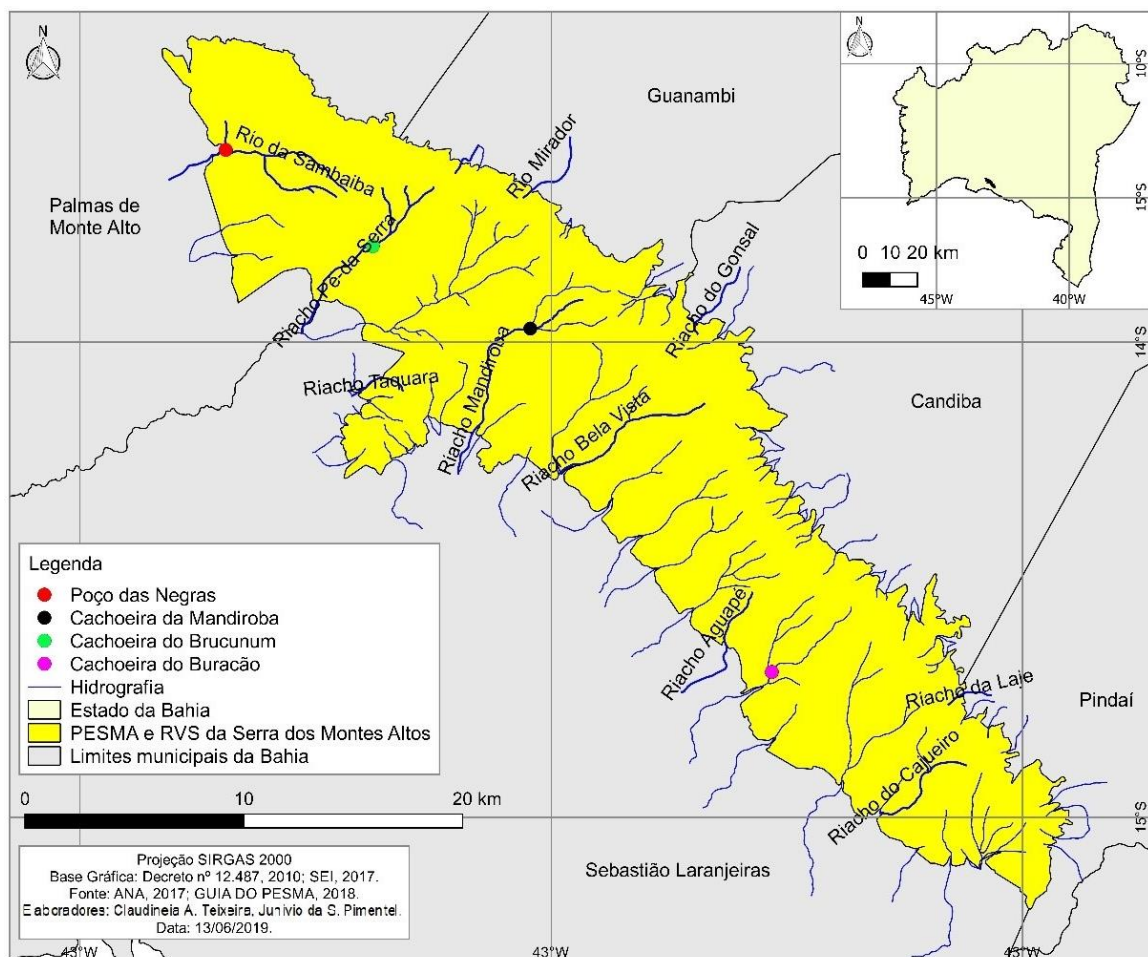 N
N
Guanambi
10°S
15°S
0 10 20 km
45°W
40°W
Rio Mirador
Rio da Sambaiba
Palmas de
Monte Alto
Riacho Pe-da Serra
Riacho do Gonsal
14°S
Riacho Taquara
Riacho Mandiroba
Riacho Bela Vista
Candiba
Legenda
Poço das Negras
Cachoeira da Mandiroba
Cachoeira do Brucunum
Cachoeira do Buracão
Hidrografia
Estado da Bahia
PESMA e RVS da Serra dos Montes Altos
Limites municipais da Bahia
Riacho Aguapé
Riacho da Laje
Pindaí
Riacho do Cajueiro
0 10 20 km
15°S
Sebastião Laranjeiras
Projeção SIRGAS 2000
Base Gráfica: Decreto nº 12.487, 2010; SEI, 2017.
Fonte: ANA, 2017; GUIA DO PESMA, 2018.
Elaboradores: Claudineia A. Teixeira, Junivio da S. Pimentel.
Data: 13/06/2019.
43°W
43°W
43°W